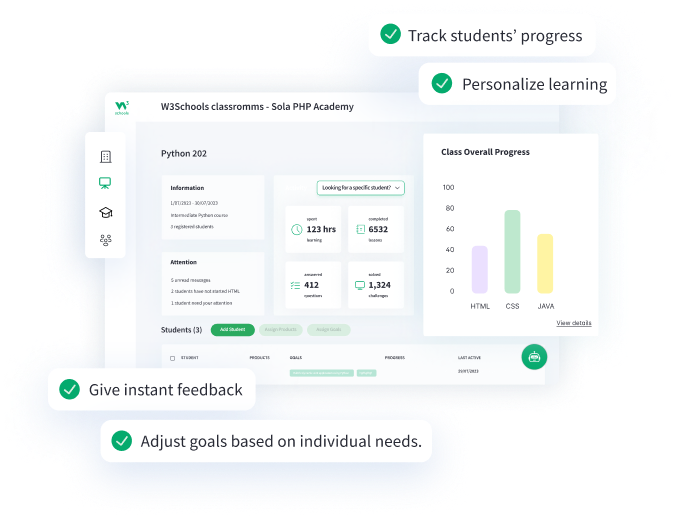 Track students’ progress
Personalize learning
W3
schools
W3Schools classromms - Sola PHP Academy
Python 202
Information
1/01/2023 - 30/07/2023
Intermediate Python course
3 registered students
Attention
5 unread messages
2 students have not started HTML
1 student need your attention
Looking for a specific student?
spent
123 hrs
learning
completed
6532
lessons
answered
412
questions
solved
1,324
challenges
Class Overall Progress
100
80
60
40
20
0
HTML CSS JAVA
View details
Students (3) Add Student Assign Products Assign Goals
STUDENT PRODUCTS GOALS PROGRESS LAST ACTIVE
29/07/2023
Give instant feedback
Adjust goals based on individual needs.